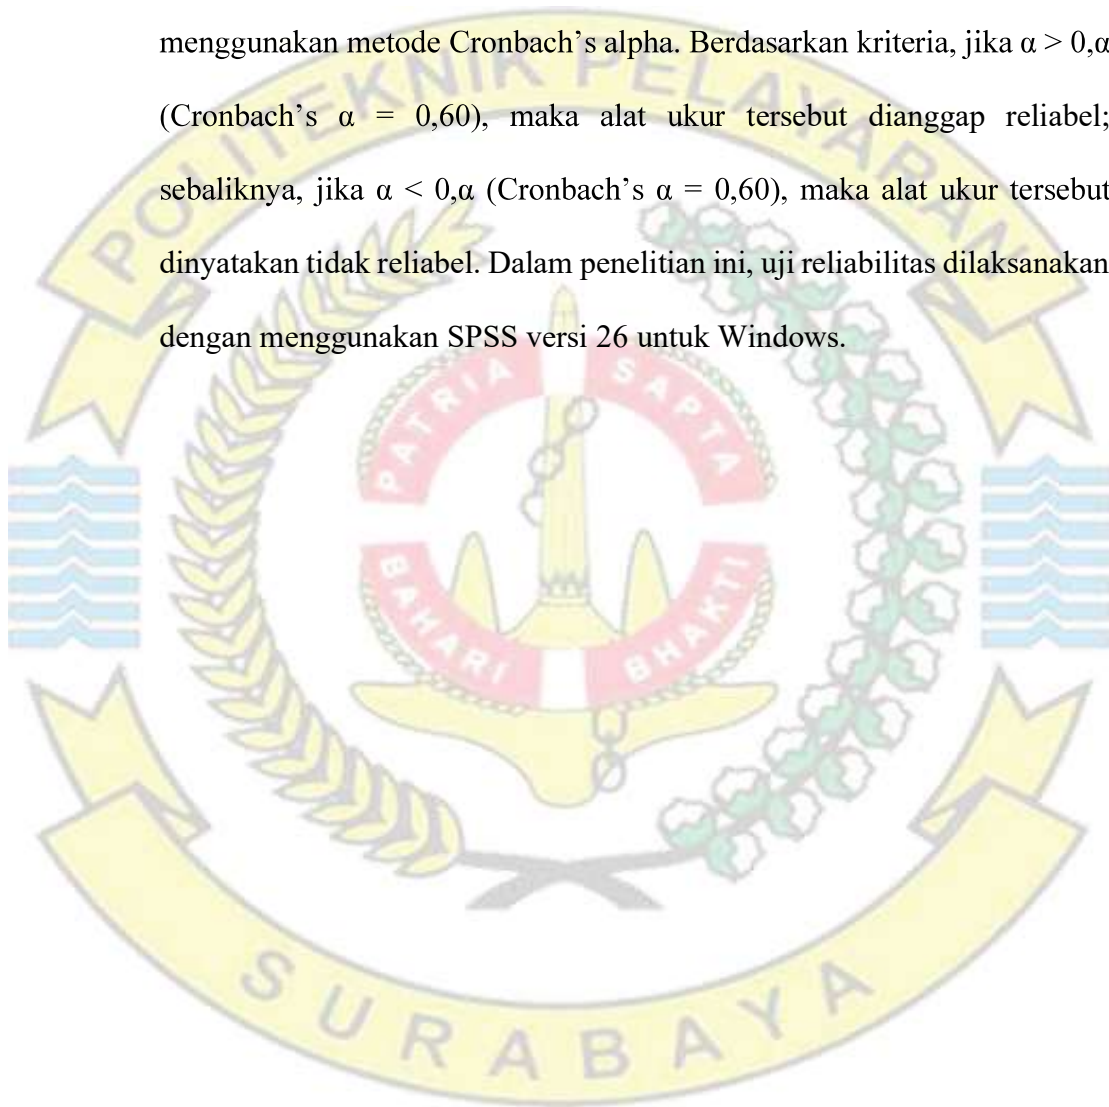 menggunakan metode Cronbach’s alpha. Berdasarkan kriteria, jika α > 0,α
(Cronbach’s α = 0,60), maka alat ukur tersebut dianggap reliabel;
sebaliknya, jika α < 0,α (Cronbach’s α = 0,60), maka alat ukur tersebut
dinyatakan tidak reliabel. Dalam penelitian ini, uji reliabilitas dilaksanakan
dengan menggunakan SPSS versi 26 untuk Windows.
POLITEKNIK PELAYARAN
PATRIA
SAPTA
BAHARI
BHAKTI
SURABAYA